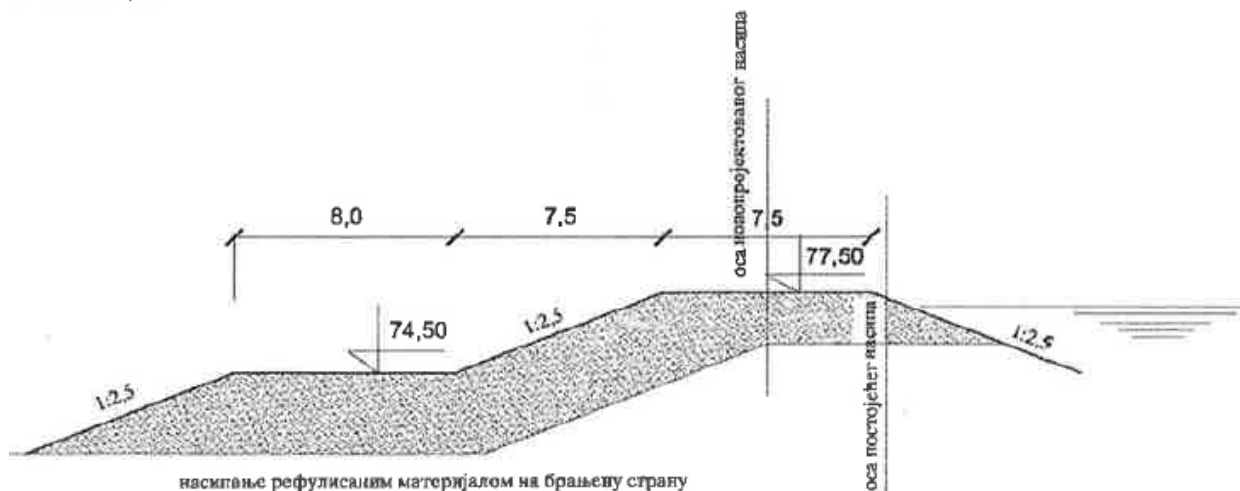 оса новопројектованог насипа
8,0
7,5
7,5
77,50
1:2,5
74,50
1:2,5
1:2,5
оса постојећег насипа
насипање рефулисаним материјалом на брањену страну